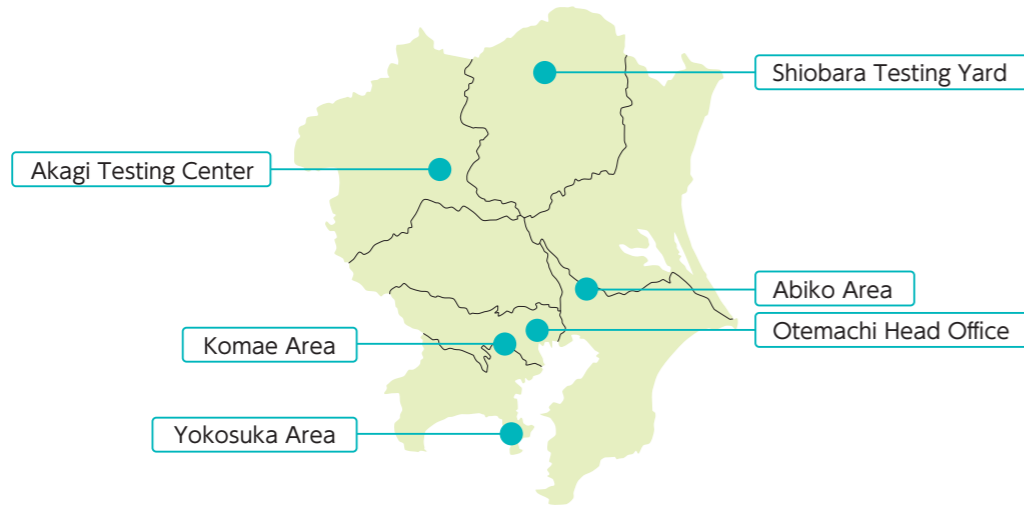 Shiobara Testing Yard
Akagi Testing Center
Abiko Area
Otemachi Head Office
Komae Area
Yokosuka Area